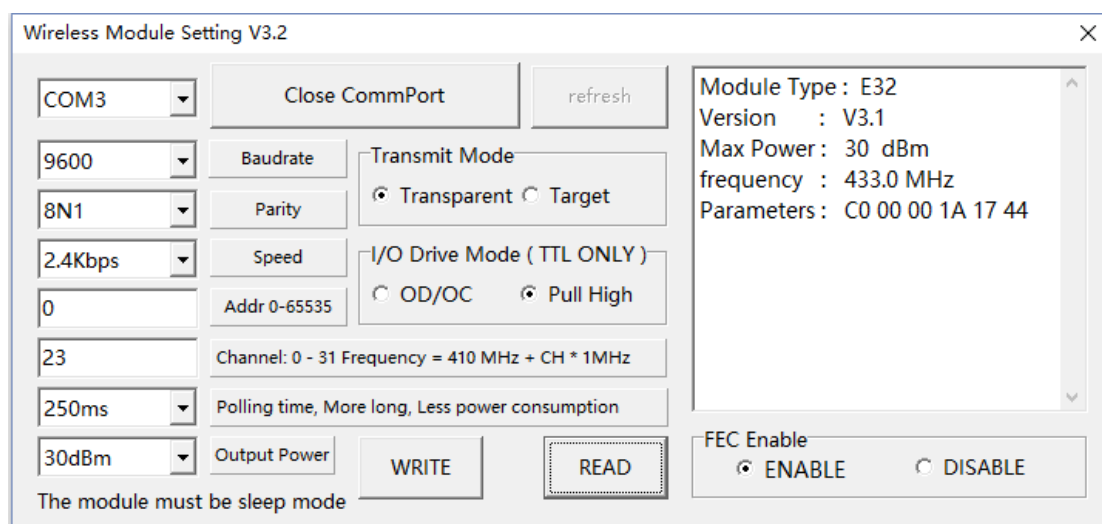 Wireless Module Setting V3.2
COM3
Close CommPort
refresh
9600
Baudrate
8N1
Parity
2.4Kbps
Speed
0
Addr 0-65535
Transmit Mode
Transparent
Target
I/O Drive Mode ( TTL ONLY )
OD/OC
Pull High
23
Channel: 0 - 31 Frequency = 410 MHz + CH * 1MHz
250ms
Polling time, More long, Less power consumption
30dBm
Output Power
WRITE
READ
The module must be sleep mode
Module Type : E32
Version : V3.1
Max Power : 30 dBm
frequency : 433.0 MHz
Parameters : C0 00 00 1A 17 44
FEC Enable
ENABLE
DISABLE